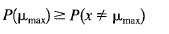 P(μmax) ≥ P(x ≠ μmax)